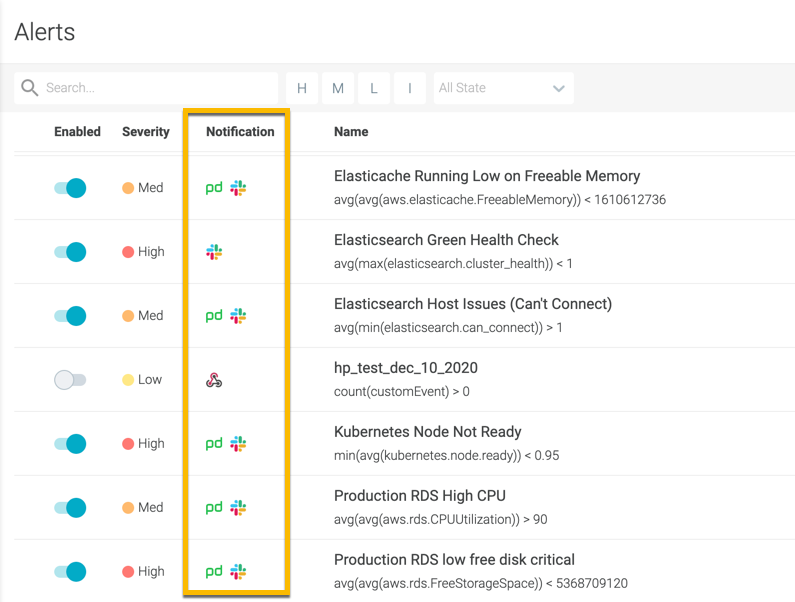 Alerts
Search... H M L I All State
Enabled Severity Notification Name
Elasticache Running Low on Freeable Memory
Med pd
avg(avg(aws.elasticache.FreeableMemory)) < 1610612736
Elasticsearch Green Health Check
High
avg(max(elasticsearch.cluster_health)) < 1
Elasticsearch Host Issues (Can't Connect)
Med pd
avg(min(elasticsearch.can_connect)) > 1
hp_test_dec_10_2020
Low
count(customEvent) > 0
Kubernetes Node Not Ready
High pd
min(avg(kubernetes.node.ready)) < 0.95
Production RDS High CPU
Med pd
avg(avg(aws.rds.CPUUtilization)) > 90
Production RDS low free disk critical
High pd
avg(avg(aws.rds.FreeStorageSpace)) < 5368709120